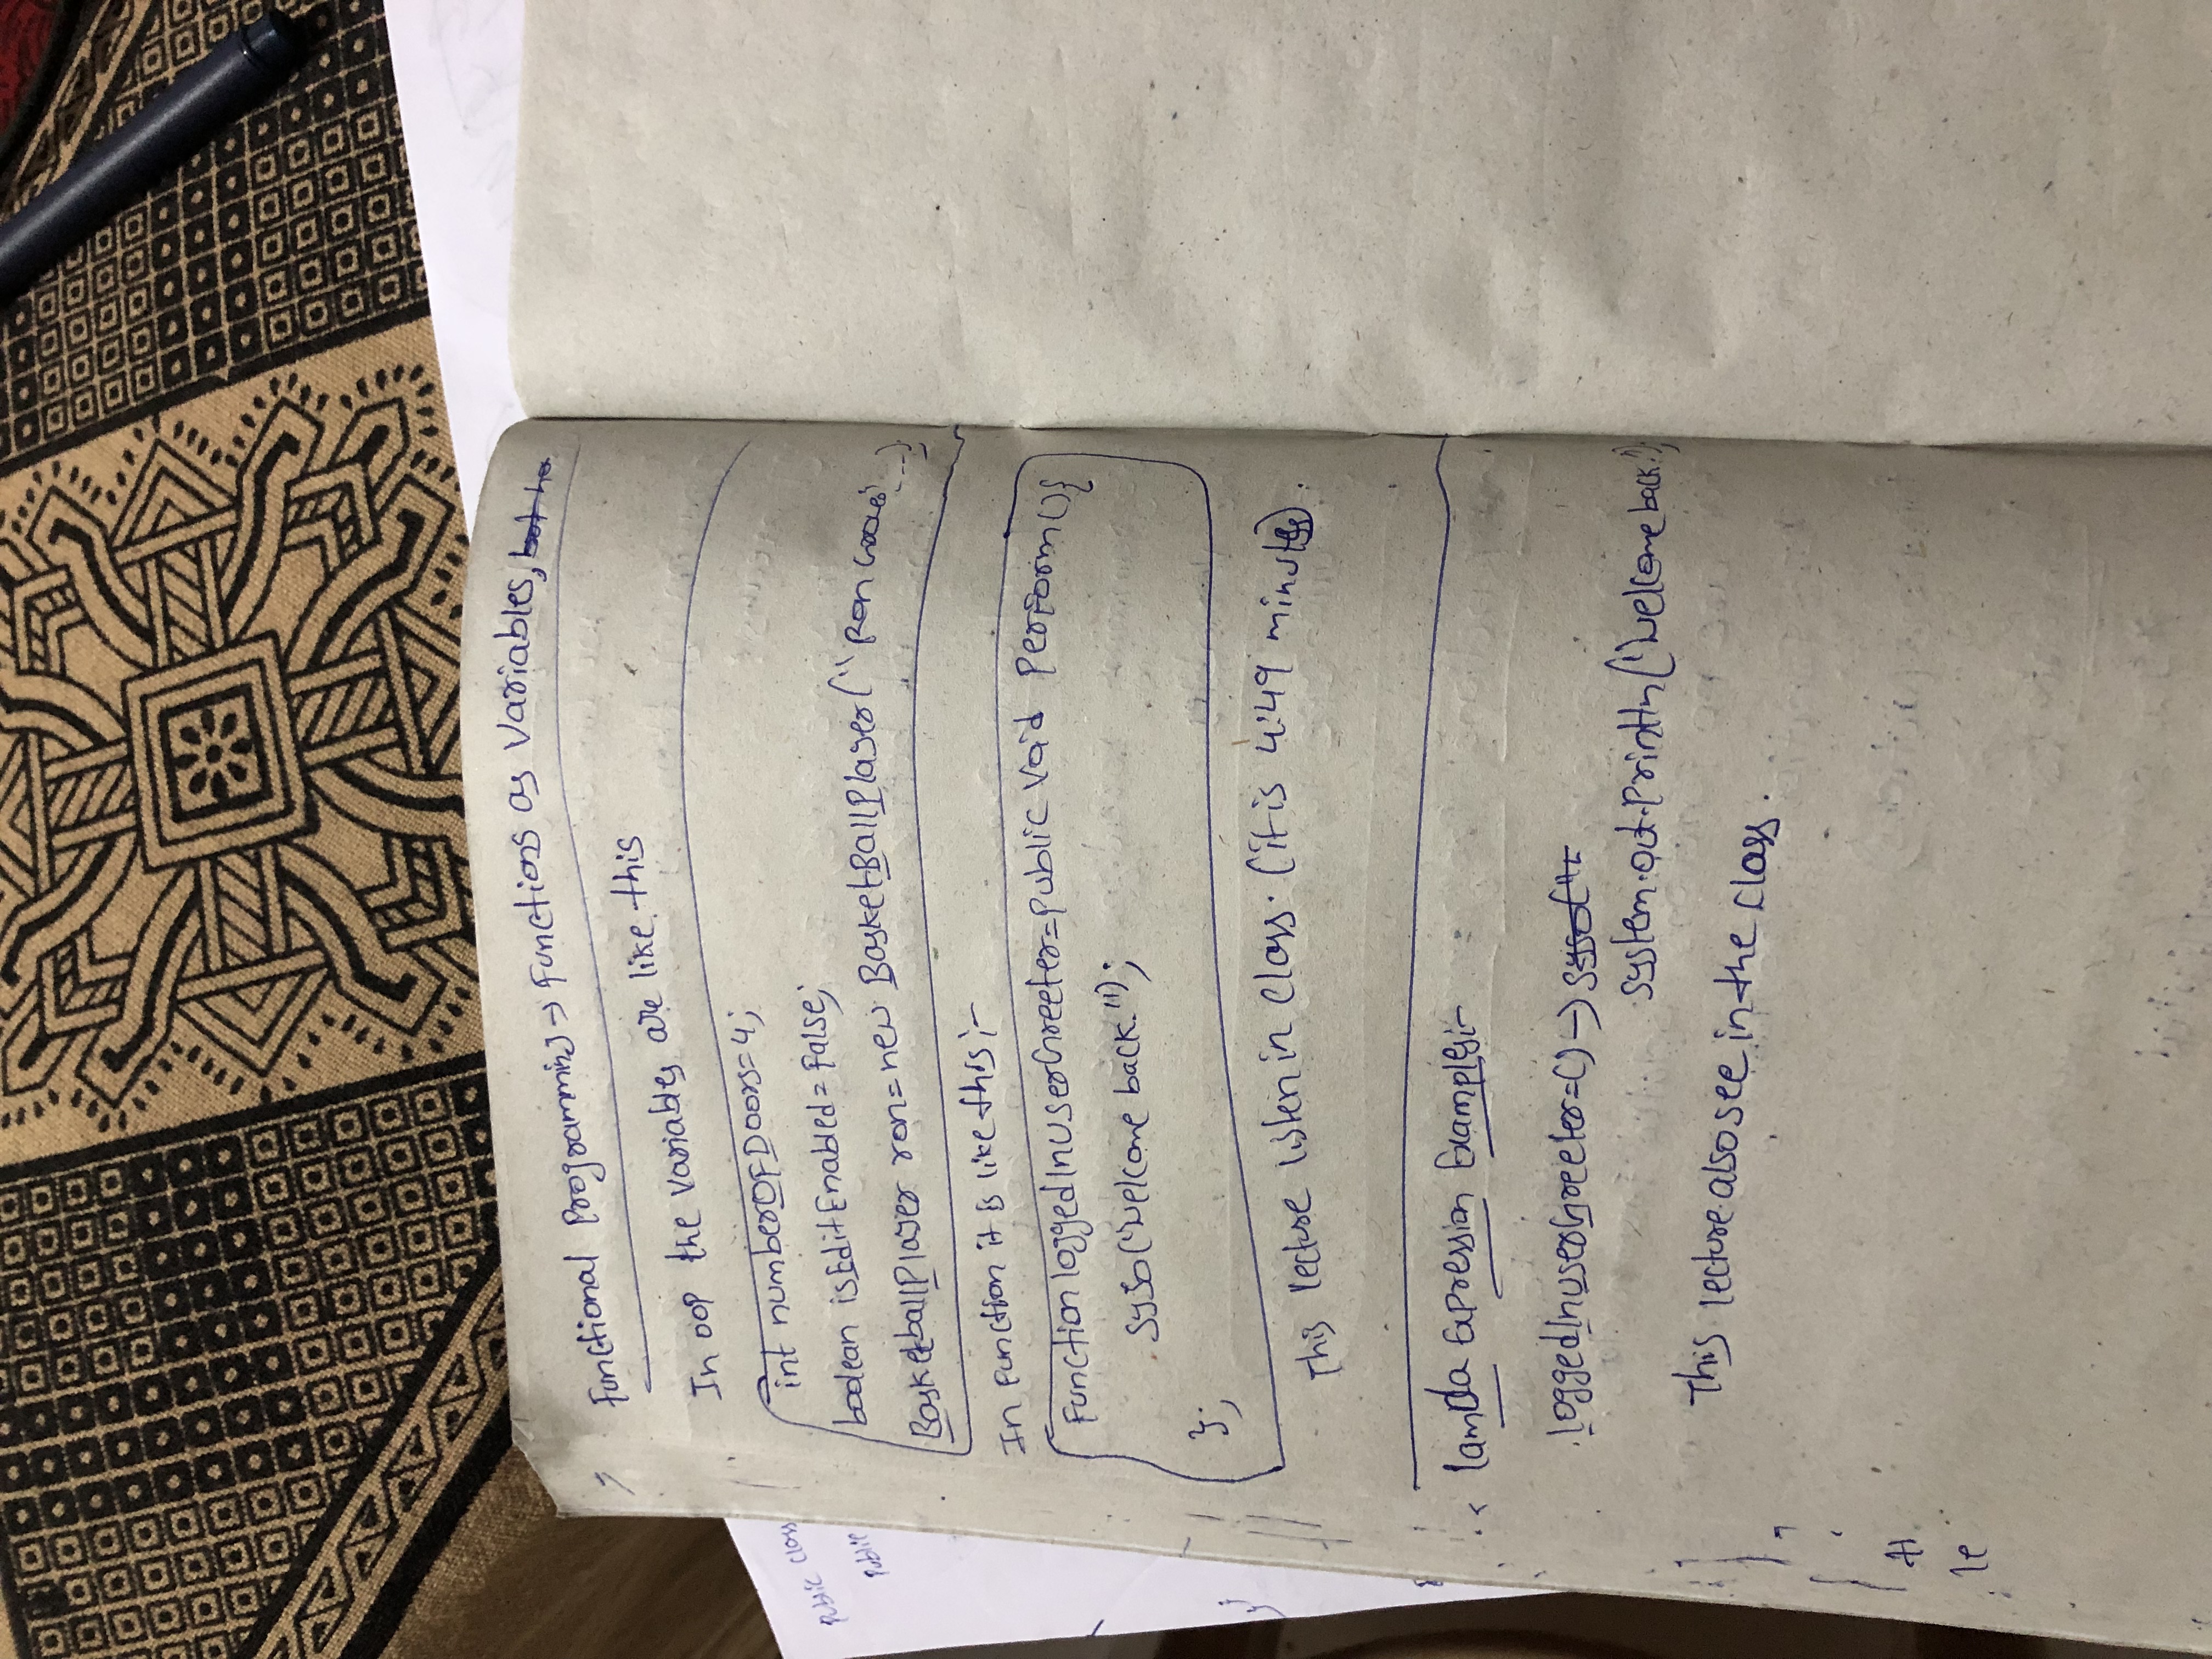 Functional Programming → Functions as Variables, but ho
In OOP the Variables are like this
int numberOFDoors=4;
boolean isEditEnabled = False;
BasketballPlayer ron=new BasketBallPlayer("Ron
In Function it is like this;-
Function loggedInUserGreeter=Public Void Perform(){
syso("Welcome back.");
};
This lecture listen in class. (it is 4:49 minutes).
lamda Expression Examples:-
loggedInuserGreeter=() → syso("
system.out.println("Welcome back.");
This lecture also see in the class.
Public Class
Public
H
le